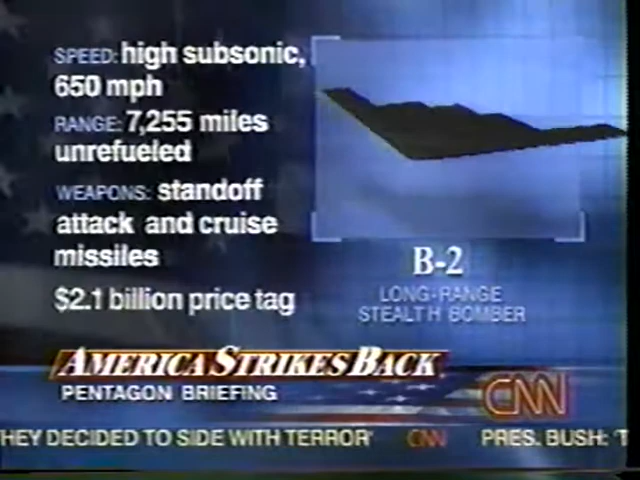 SPEED: high subsonic,
650 mph
RANGE: 7,255 miles
unrefueled
WEAPONS: standoff
attack and cruise
missiles
$2.1 billion price tag
B-2
LONG-RANGE
STEALTH BOMBER
AMERICA STRIKES BACK
PENTAGON BRIEFING
CNN
HEY DECIDED TO SIDE WITH TERROR' CNN PRES. BUSH: 'T